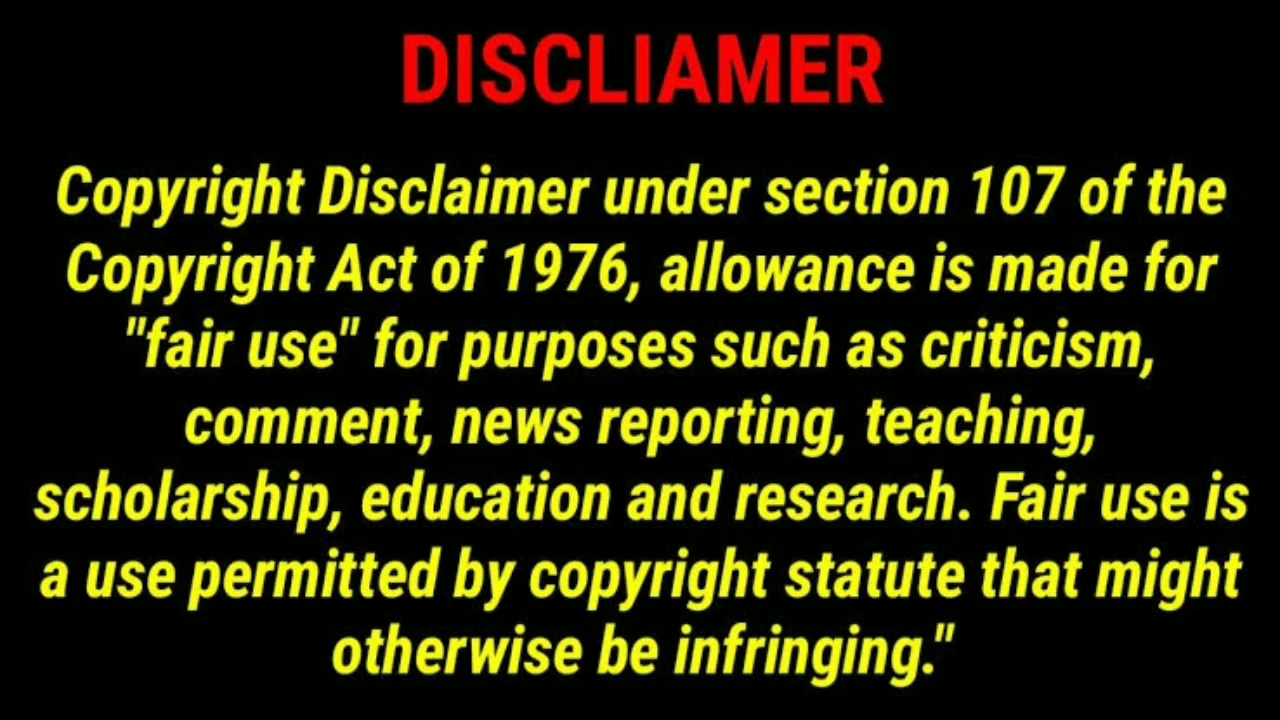 DISCLIAMER
Copyright Disclaimer under section 107 of the
Copyright Act of 1976, allowance is made for
"fair use" for purposes such as criticism,
comment, news reporting, teaching,
scholarship, education and research. Fair use is
a use permitted by copyright statute that might
otherwise be infringing."